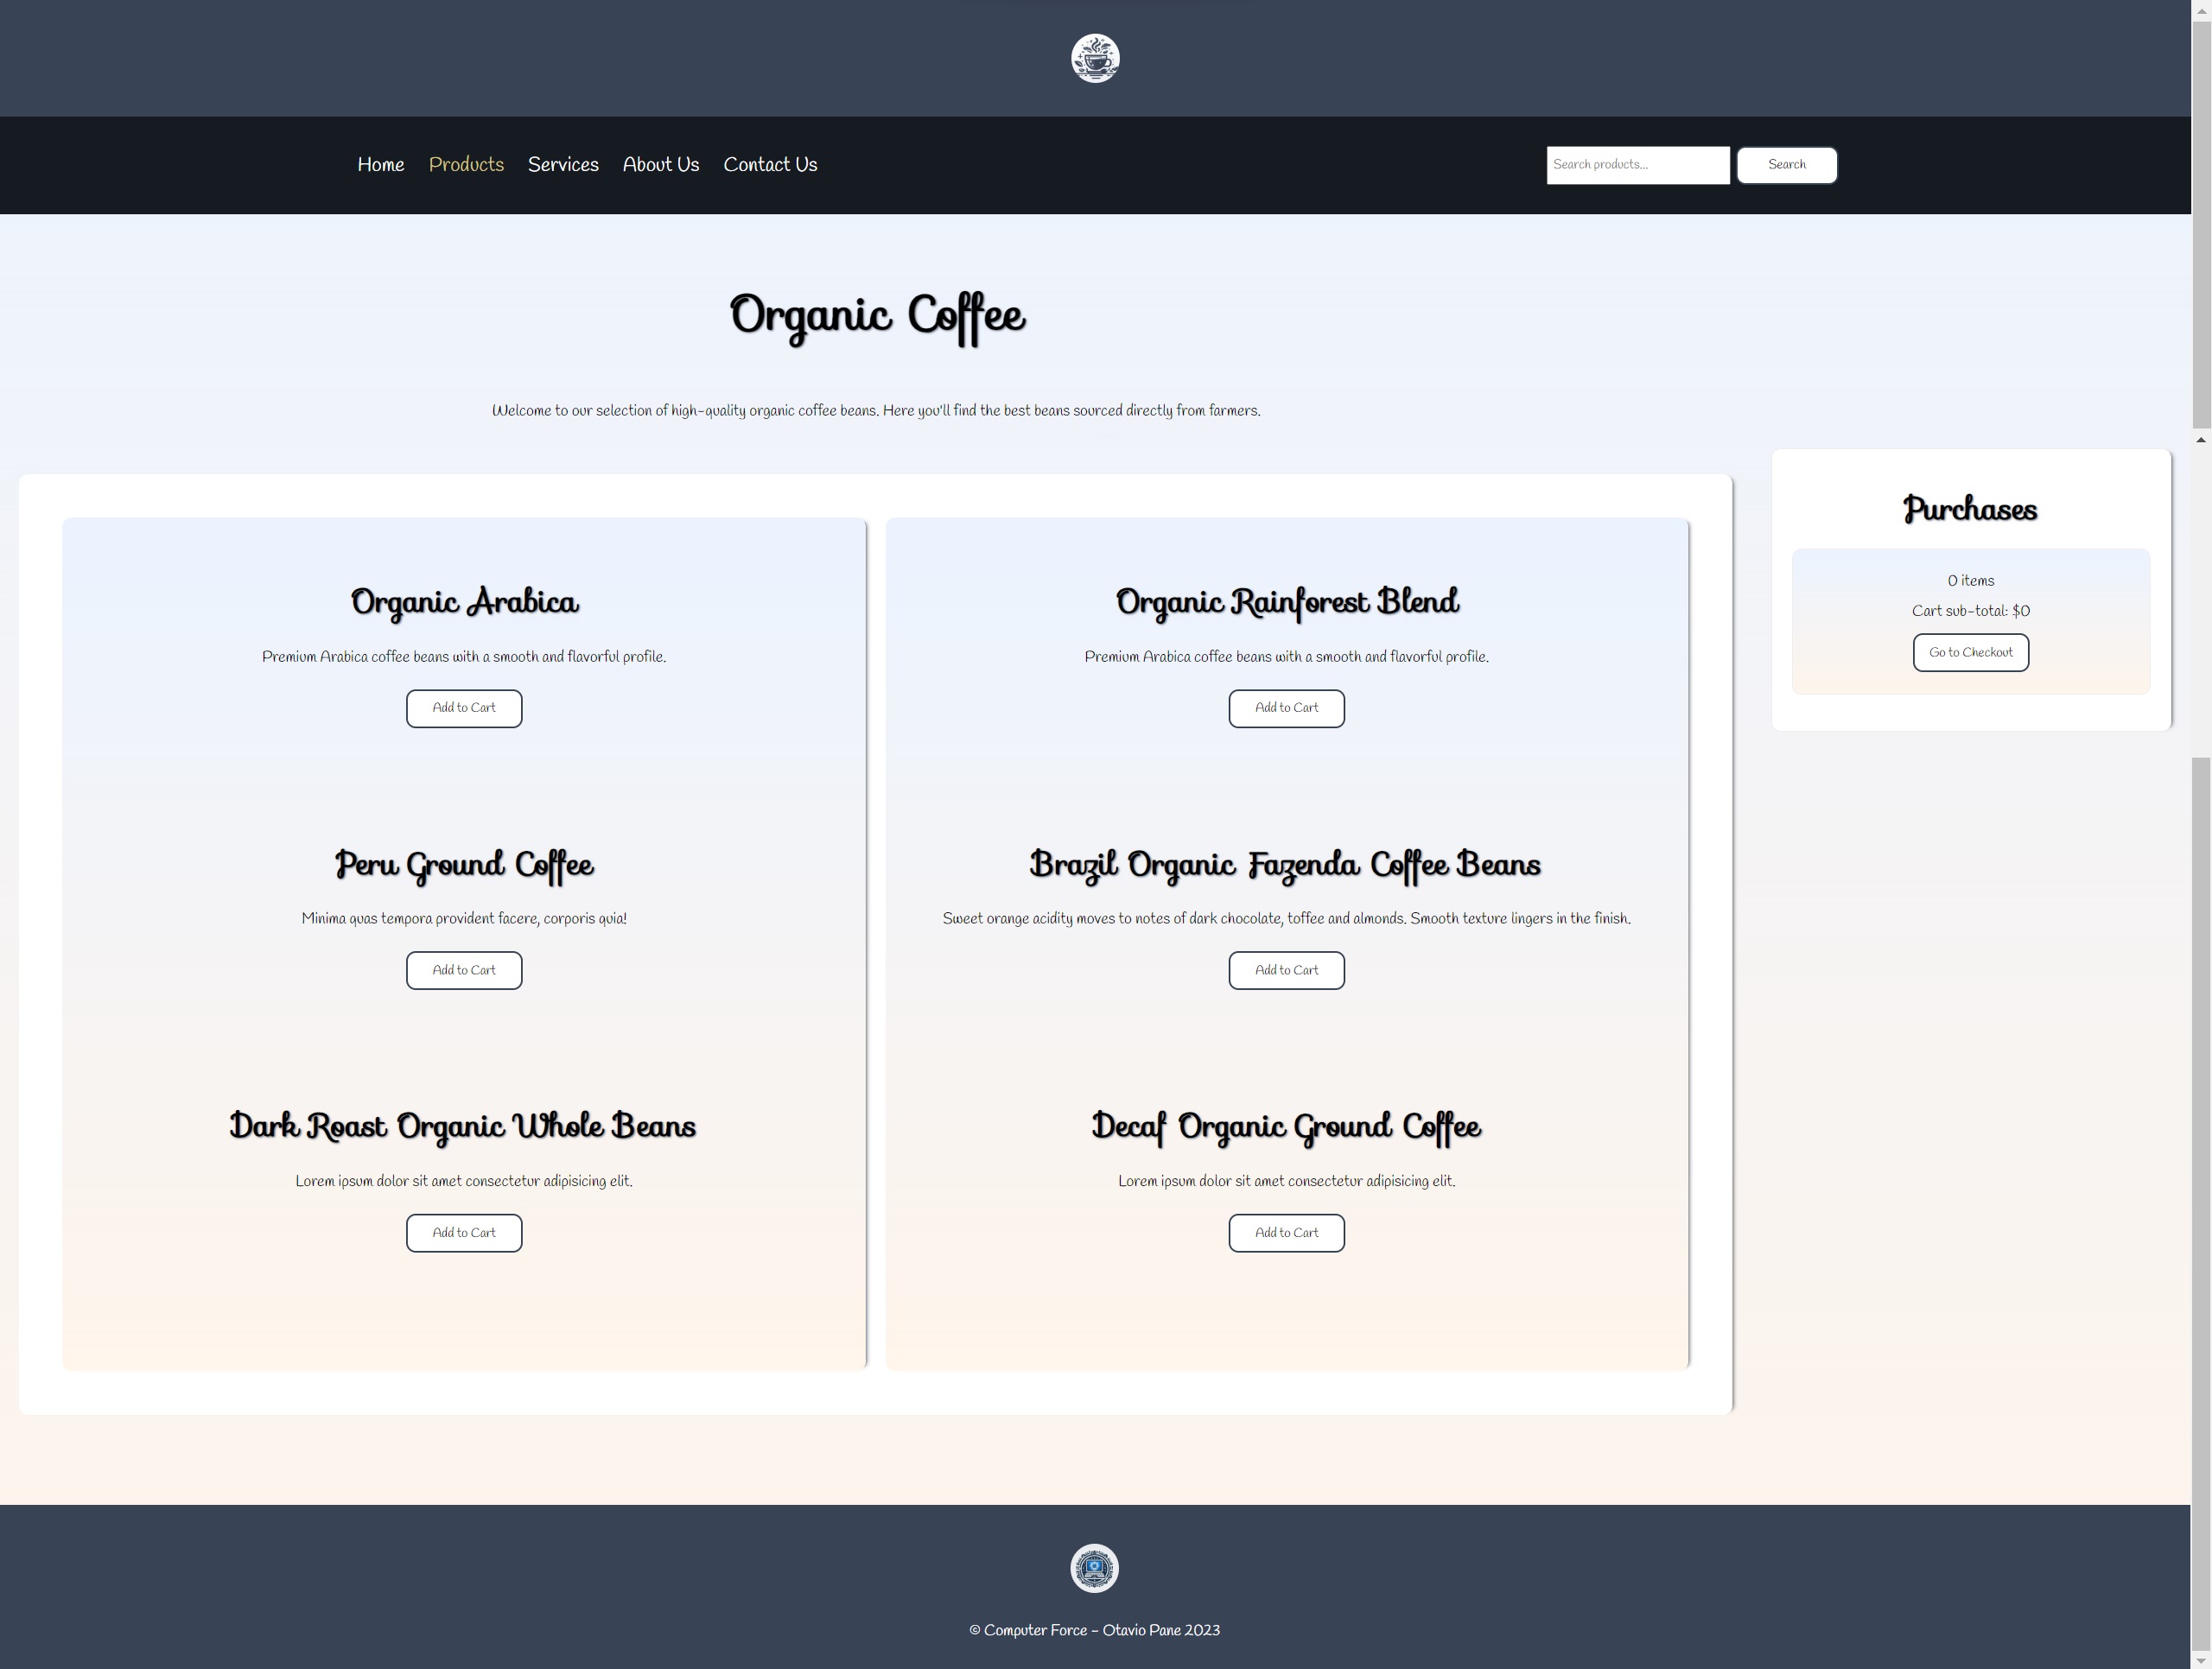 Home Products Services About Us Contact Us
Search products... Search
Organic Coffee
Welcome to our selection of high-quality organic coffee beans. Here you'll find the best beans sourced directly from farmers.
Organic Arabica
Premium Arabica coffee beans with a smooth and flavorful profile.
Add to Cart
Organic Rainforest Blend
Premium Arabica coffee beans with a smooth and flavorful profile.
Add to Cart
Peru Ground Coffee
Minima quas tempora provident facere, corporis quia!
Add to Cart
Brazil Organic Fazenda Coffee Beans
Sweet orange acidity moves to notes of dark chocolate, toffee and almonds. Smooth texture lingers in the finish.
Add to Cart
Dark Roast Organic Whole Beans
Lorem ipsum dolor sit amet consectetur adipisicing elit.
Add to Cart
Decaf Organic Ground Coffee
Lorem ipsum dolor sit amet consectetur adipisicing elit.
Add to Cart
Purchases
0 items
Cart sub-total: $0
Go to Checkout
© Computer Force - Otavio Pane 2023